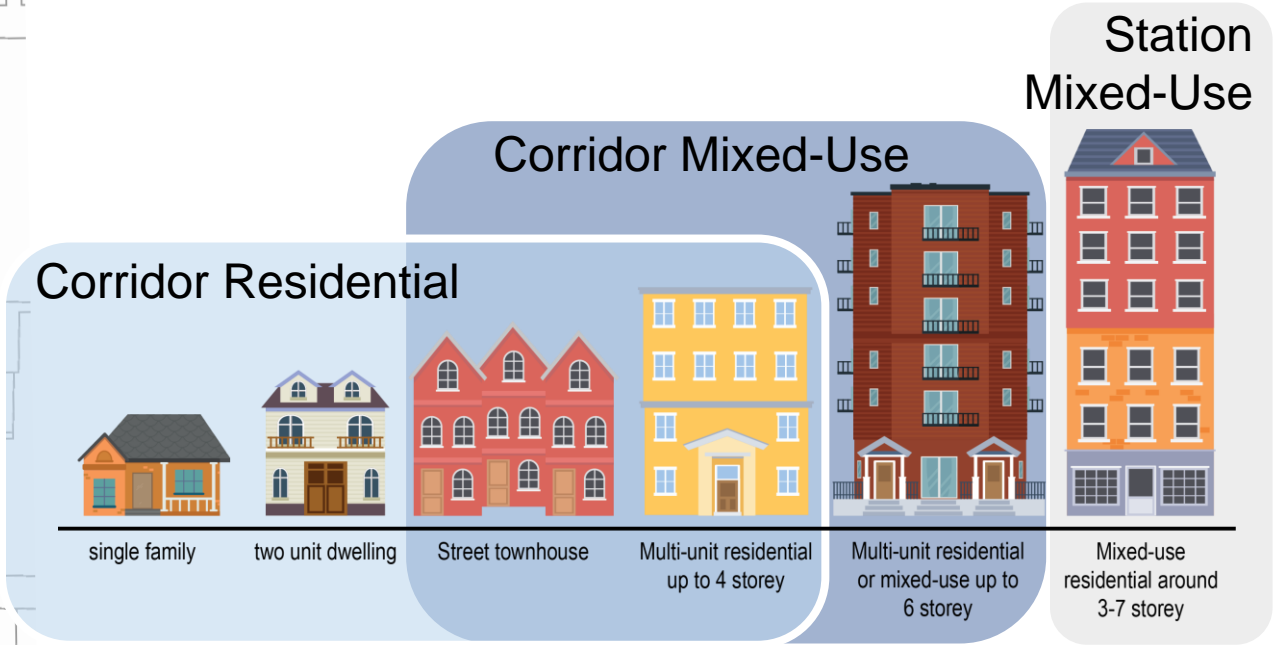 Station
Mixed-Use
Corridor Mixed-Use
Corridor Residential
single family
two unit dwelling
Street townhouse
Multi-unit residential
up to 4 storey
Multi-unit residential
or mixed-use up to
6 storey
Mixed-use
residential around
3-7 storey